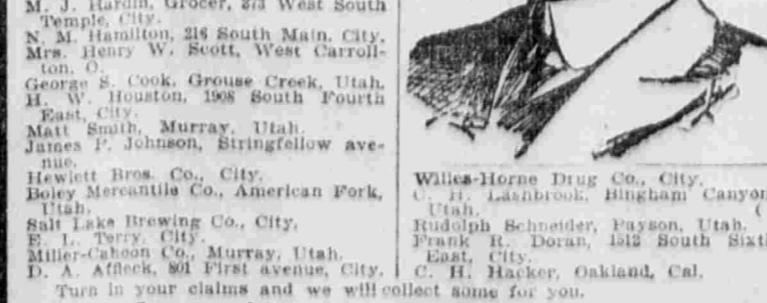 M. J. Hardin, Grocer, 273 West South
Temple, City.
N. M. Hamilton, 216 South Main, City.
Mrs. Henry W. Scott, West Carroll-
ton, O.
George S. Cook, Grouse Creek, Utah.
H. W. Houston, 1908 South Fourth
East, City.
Matt Smith, Murray, Utah.
James P. Johnson, Stringfellow ave-
nue.
Hewlett Bros. Co., City.
Boley Mercantile Co., American Fork,
Utah.
Salt Lake Brewing Co., City.
E. L. Terry, City.
Miller-Cahoon Co., Murray, Utah.
D. A. Affleck, 801 First avenue, City.
Willes-Horne Drug Co., City.
C. H. Lashbrook, Bingham Canyon
Utah.
Rudolph Schneider, Payson, Utah.
Frank R. Doran, 1512 South Sixt
East, City.
C. H. Hacker, Oakland, Cal.
Turn in your claims and we will collect some for you.